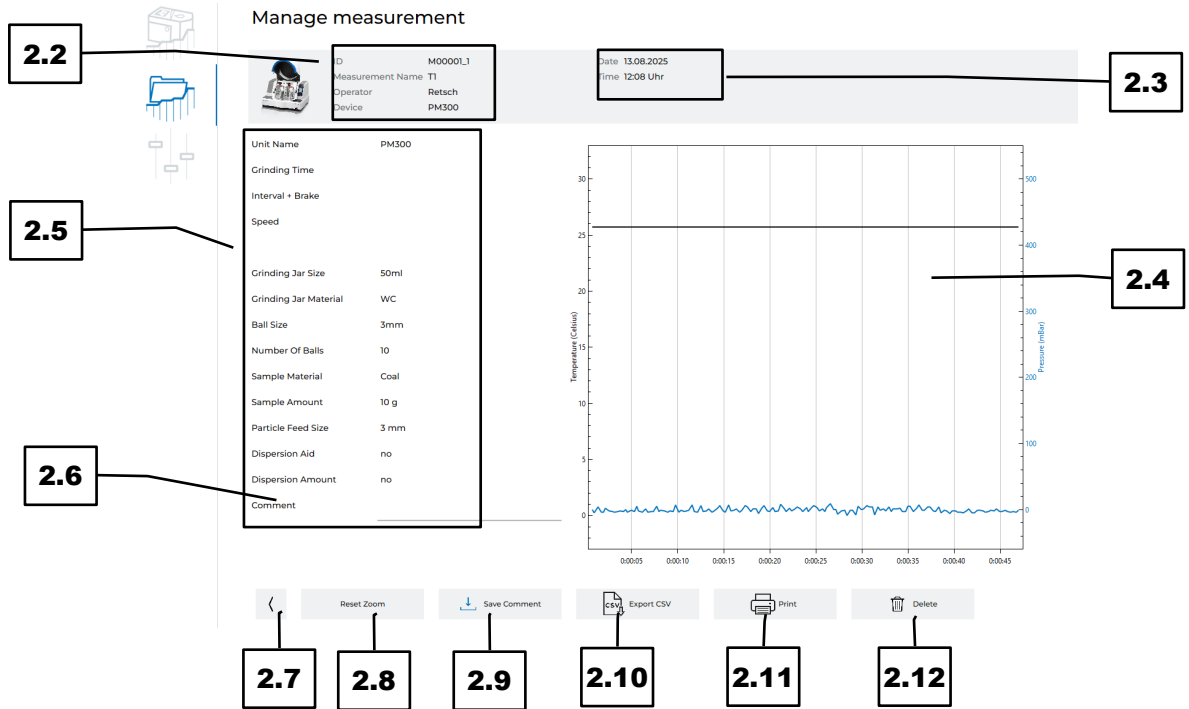 Manage measurement
2.2
ID M00001_1
Measurement Name T1
Operator Retsch
Device PM300
Date 13.08.2025
Time 12:08 Uhr
2.3
2.5
Unit Name PM300
Grinding Time
Interval + Brake
Speed
Grinding Jar Size 50ml
Grinding Jar Material WC
Ball Size 3mm
Number Of Balls 10
Sample Material Coal
Sample Amount 10 g
Particle Feed Size 3 mm
Dispersion Aid no
Dispersion Amount no
Comment
2.6
2.4
Temperature (Celsius)
30
25
20
15
10
5
0
Pressure (mBar)
500
400
300
200
100
0
0:00:05 0:00:10 0:00:15 0:00:20 0:00:25 0:00:30 0:00:35 0:00:40 0:00:45
Reset Zoom
Save Comment
CSV Export CSV
Print
Delete
2.7
2.8
2.9
2.10
2.11
2.12